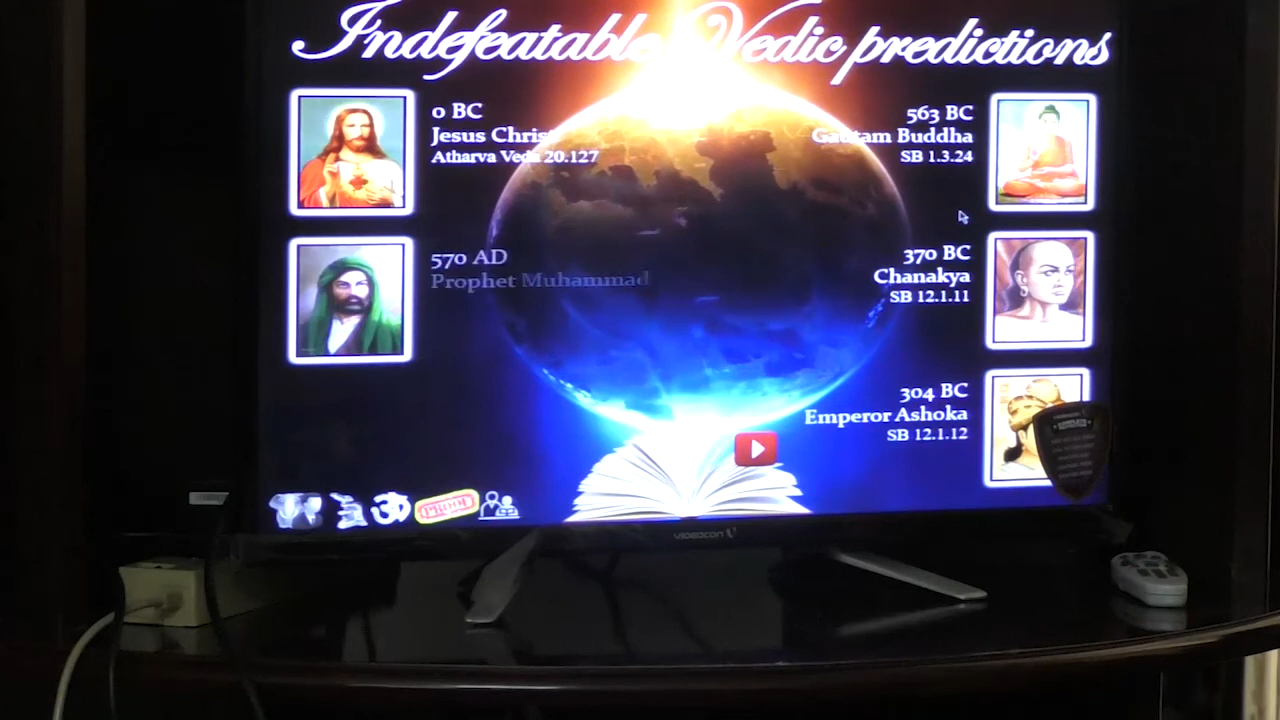 Indefeatable Vedic predictions
0 BC
Jesus Chris
Atharva Veda 20.127
570 AD
Prophet Muhammad
563 BC
Gautam Buddha
SB 1.3.24
370 BC
Chanakya
SB 12.1.11
304 BC
Emperor Ashoka
SB 12.1.12
PROOF
VIDEOCON